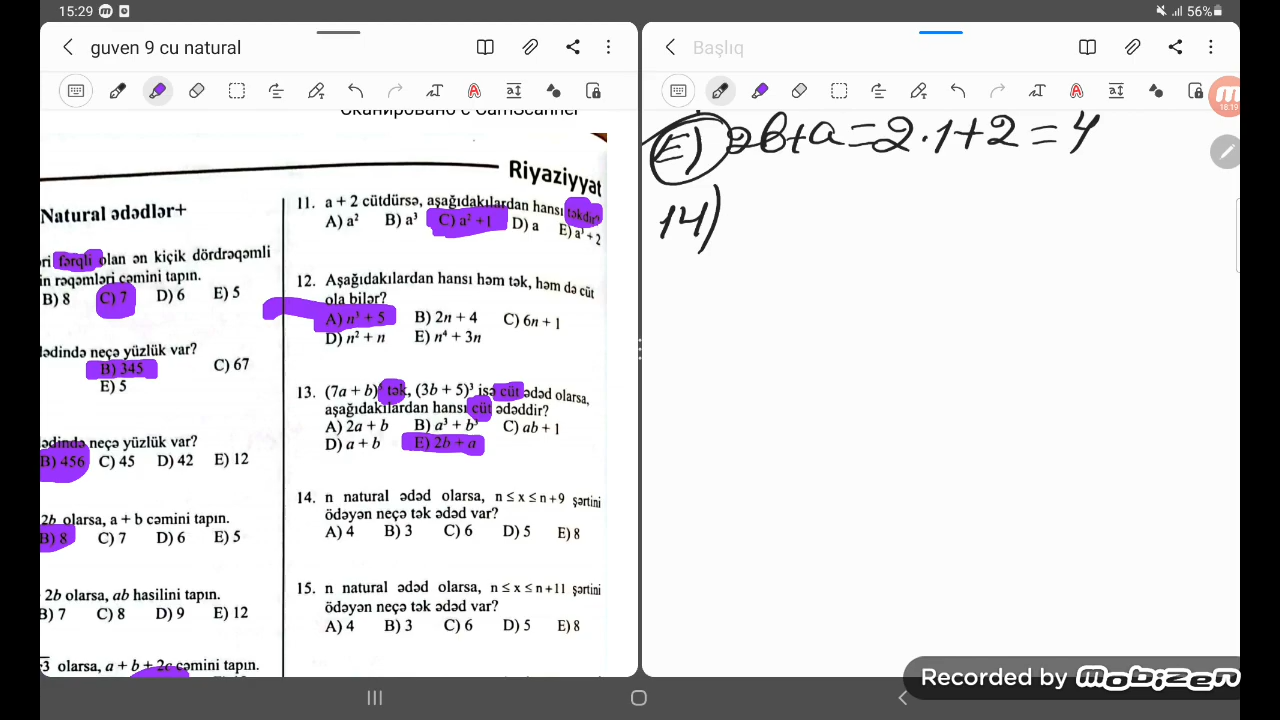 15:29
56%
guven 9 cu natural
Başlıq
Сканировано с CamScanner
Riyaziyyat
Natural ədədlər+
ri fərqli olan ən kiçik dördrəqəmli
in rəqəmləri cəmini tapın.
B) 8 C) 7 D) 6 E) 5
ədində neçə yüzlük var?
B) 345 C) 67
E) 5
ədində neçə yüzlük var?
B) 456 C) 45 D) 42 E) 12
2b olarsa, a + b cəmini tapın.
B) 8 C) 7 D) 6 E) 5
2b olarsa, ab hasilini tapın.
B) 7 C) 8 D) 9 E) 12
3 olarsa, a + b + 2c cəmini tapın.
11. a + 2 cütdürsə, aşağıdakılardan hansı təkdir?
A) a² B) a³ C) a² + 1 D) a E) a³ + 2
12. Aşağıdakılardan hansı həm tək, həm də cüt
ola bilər?
A) n³ + 5 B) 2n + 4 C) 6n + 1
D) n² + n E) n⁴ + 3n
13. (7a + b)³ tək, (3b + 5)³ isə cüt ədəd olarsa,
aşağıdakılardan hansı cüt ədəddir?
A) 2a + b B) a³ + b³ C) ab + 1
D) a + b E) 2b + a
14. n natural ədəd olarsa, n ≤ x ≤ n+9 şərtini
ödəyən neçə tək ədəd var?
A) 4 B) 3 C) 6 D) 5 E) 8
15. n natural ədəd olarsa, n ≤ x ≤ n+11 şərtini
ödəyən neçə tək ədəd var?
A) 4 B) 3 C) 6 D) 5 E) 8
E) 2b+a=2·1+2=4
14)
18:19
Recorded by mobizen